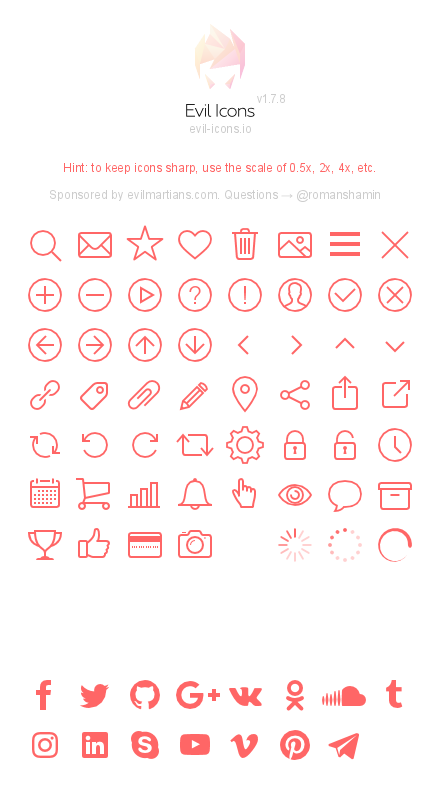 v1.7.8
Evil Icons
evil-icons.io
Hint: to keep icons sharp, use the scale of 0.5x, 2x, 4x, etc.
Sponsored by evilmartians.com. Questions → @romanshamin